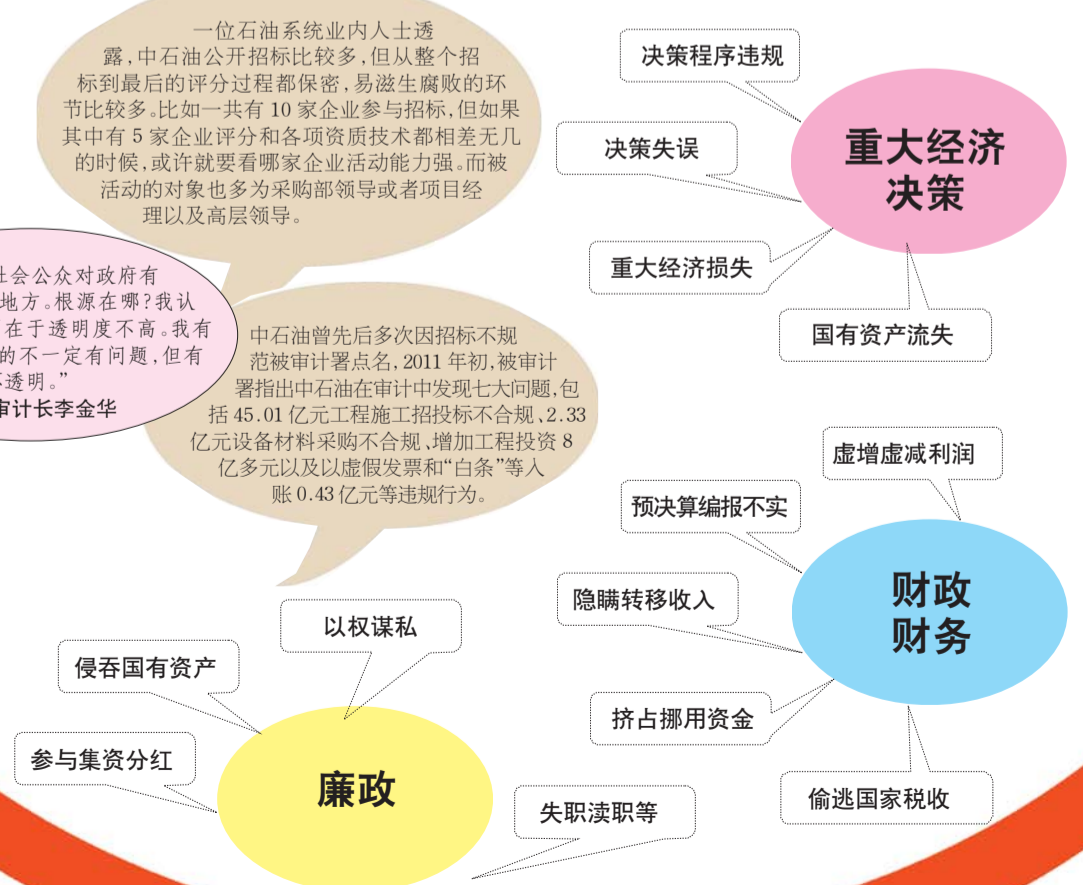 一位石油系统业内人士透
露,中石油公开招标比较多,但从整个招
标到最后的评分过程都保密,易滋生腐败的环
节比较多。比如一共有 10 家企业参与招标,但如果
其中有 5 家企业评分和各项资质技术都相差无几
的时候,或许就要看哪家企业活动能力强。而被
活动的对象也多为采购部领导或者项目经
理以及高层领导。
社会公众对政府有
地方。根源在哪?我认
在于透明度不高。我有
的不一定有问题,但有
透明。”
审计长李金华
中石油曾先后多次因招标不规
范被审计署点名, 2011 年初,被审计
署指出中石油在审计中发现七大问题,包
括 45.01 亿元工程施工招投标不合规、2.33
亿元设备材料采购不合规、增加工程投资 8
亿多元以及以虚假发票和“白条”等入
账 0.43 亿元等违规行为。
决策程序违规
决策失误
重大经济损失
国有资产流失
重大经济
决策
虚增虚减利润
预决算编报不实
隐瞒转移收入
挤占挪用资金
偷逃国家税收
财政
财务
以权谋私
侵吞国有资产
参与集资分红
失职渎职等
廉政